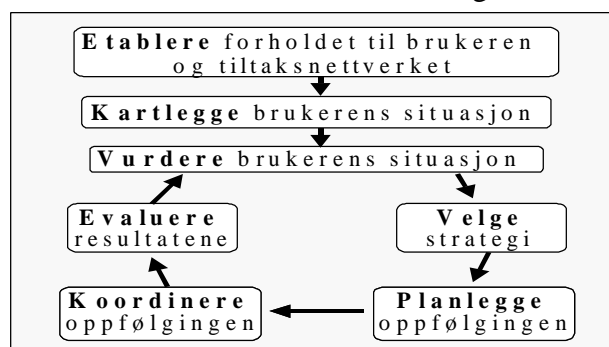 Etablere forholdet til brukeren
og tiltaksnettverket
Kartlegge brukerens situasjon
Vurdere brukerens situasjon
Evaluere
resultatene
Velge
strategi
Koordinere
oppfølgingen
Planlegge
oppfølgingen